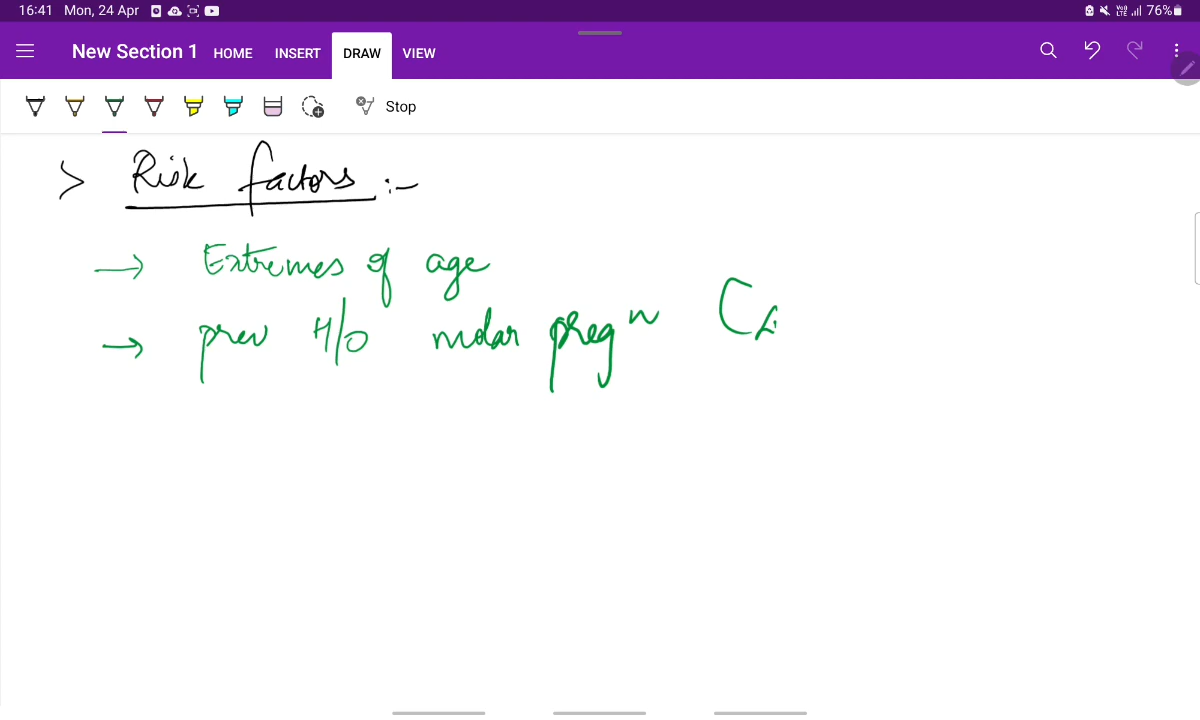 16:41 Mon, 24 Apr 76%
New Section 1 HOME INSERT DRAW VIEW
Stop
> Risk factors :-
→ Extremes of age
→ prev H/O molar preg n (